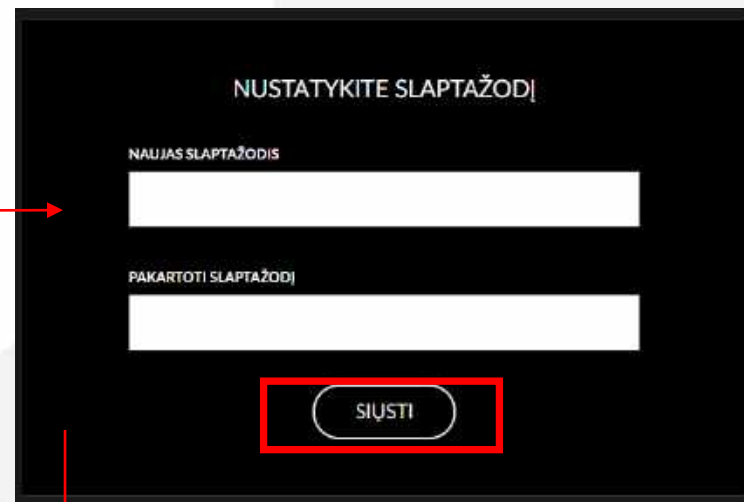 NUSTATYKITE SLAPTAŽODĮ
NAUJAS SLAPTAŽODIS
PAKARTOTI SLAPTAŽODĮ
SIŲSTI